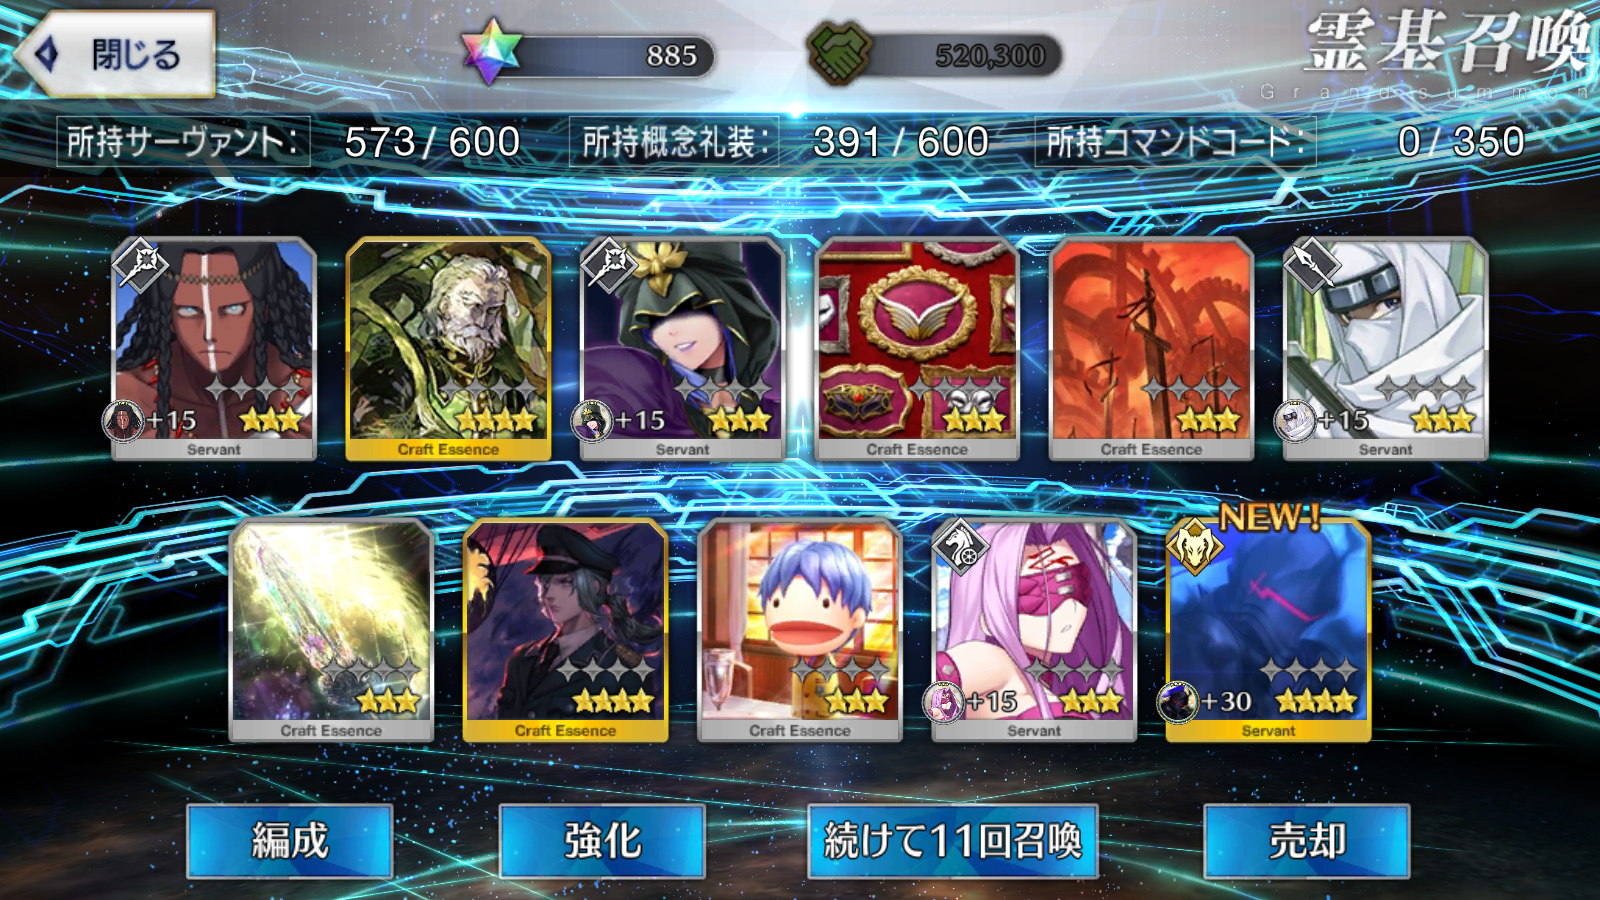 閉じる
885
520,300
霊基召喚
Grand summon
所持サーヴァント: 573 / 600
所持概念礼装: 391 / 600
所持コマンドコード: 0 / 350
+15
Servant
Craft Essence
+15
Servant
Craft Essence
Craft Essence
+15
Servant
NEW!
Craft Essence
Craft Essence
Craft Essence
+15
Servant
+30
Servant
編成
強化
続けて11回召喚
売却